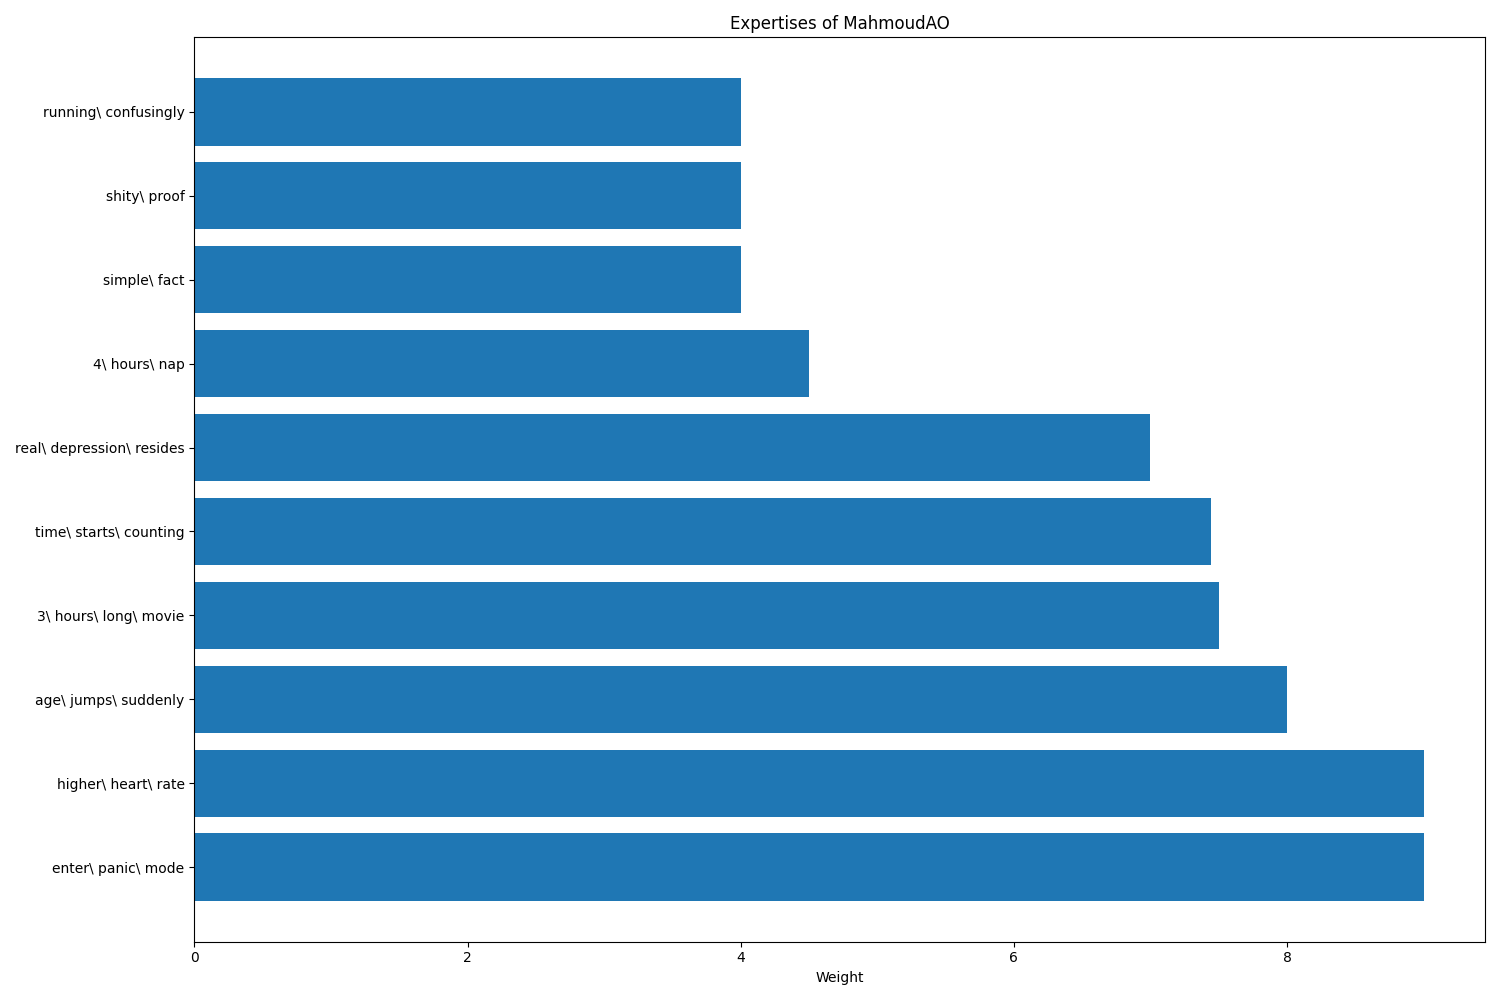 Expertises of MahmoudAO
running\ confusingly
shity\ proof
simple\ fact
4\ hours\ nap
real\ depression\ resides
time\ starts\ counting
3\ hours\ long\ movie
age\ jumps\ suddenly
higher\ heart\ rate
enter\ panic\ mode
0 2 4 6 8
Weight